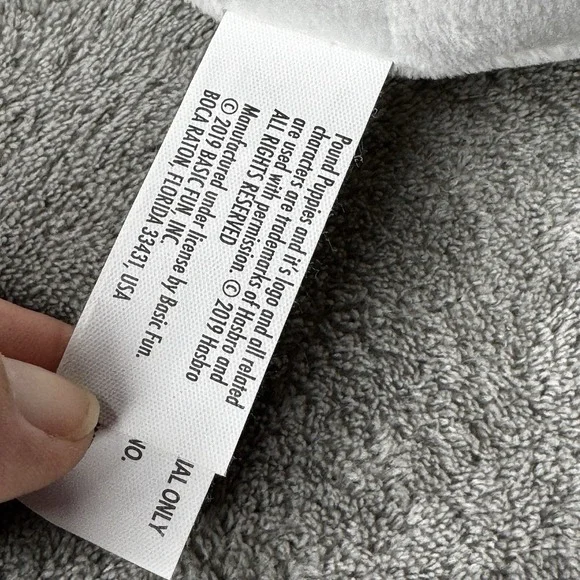 Pound Puppies and it's logo and all related
characters are trademarks of Hasbro and
are used with permission. © 2019 Hasbro
ALL RIGHTS RESERVED
Manufactred under license by Basic Fun.
© 2019 BASIC FUN, INC.
BOCA RATON, FLORIDA 33431, USA
IAL ONLY
NO.